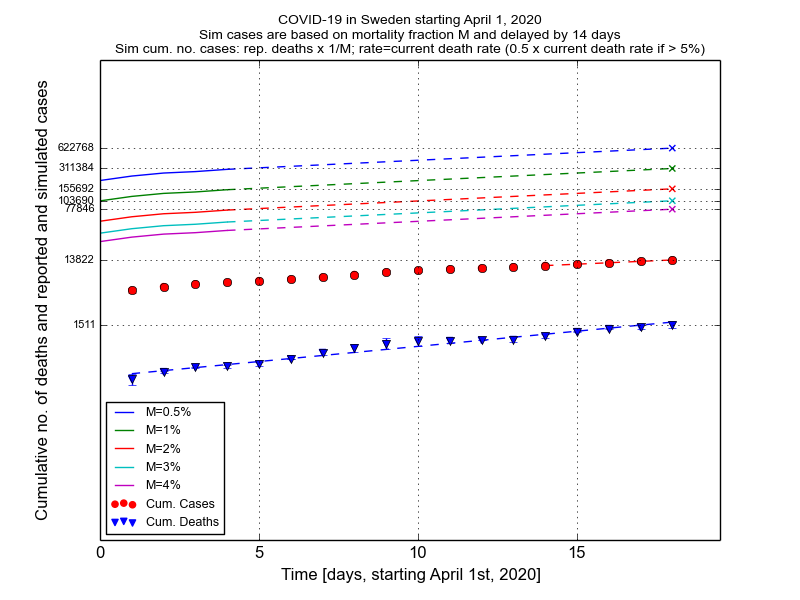 COVID-19 in Sweden starting April 1, 2020
Sim cases are based on mortality fraction M and delayed by 14 days
Sim cum. no. cases: rep. deaths x 1/M; rate=current death rate (0.5 x current death rate if > 5%)
Cumulative no. of deaths and reported and simulated cases
622768
311384
155692
103690
77846
13822
1511
M=0.5%
M=1%
M=2%
M=3%
M=4%
Cum. Cases
Cum. Deaths
0 5 10 15
Time [days, starting April 1st, 2020]